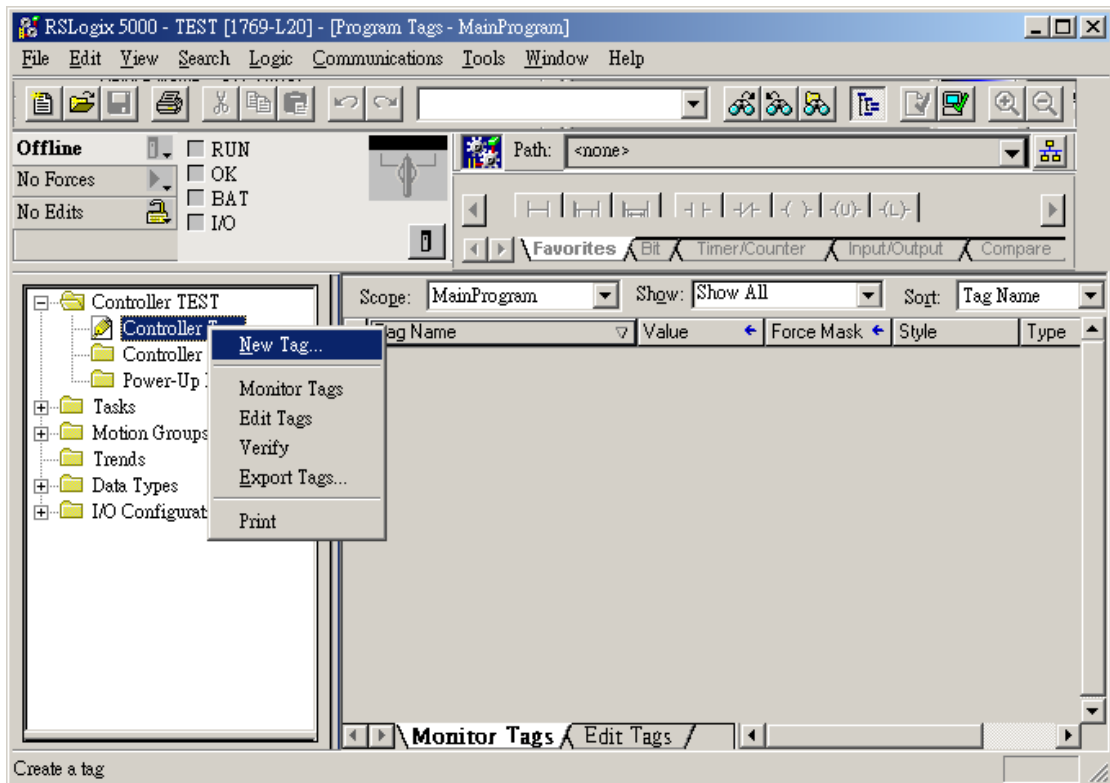 RSLogix 5000 - TEST [1769-L20] - [Program Tags - MainProgram]
File Edit View Search Logic Communications Tools Window Help
Offline
RUN
Path: <none>
No Forces
OK
No Edits
BAT
I/O
Favorites Bit Timer/Counter Input/Output Compare
Controller TEST
Controller
Controller
Power-Up
Tasks
Motion Groups
Trends
Data Types
I/O Configurat
New Tag...
Monitor Tags
Edit Tags
Verify
Export Tags...
Print
Scope: MainProgram Show: Show All Sort: Tag Name
Tag Name Value Force Mask Style Type
Monitor Tags Edit Tags
Create a tag